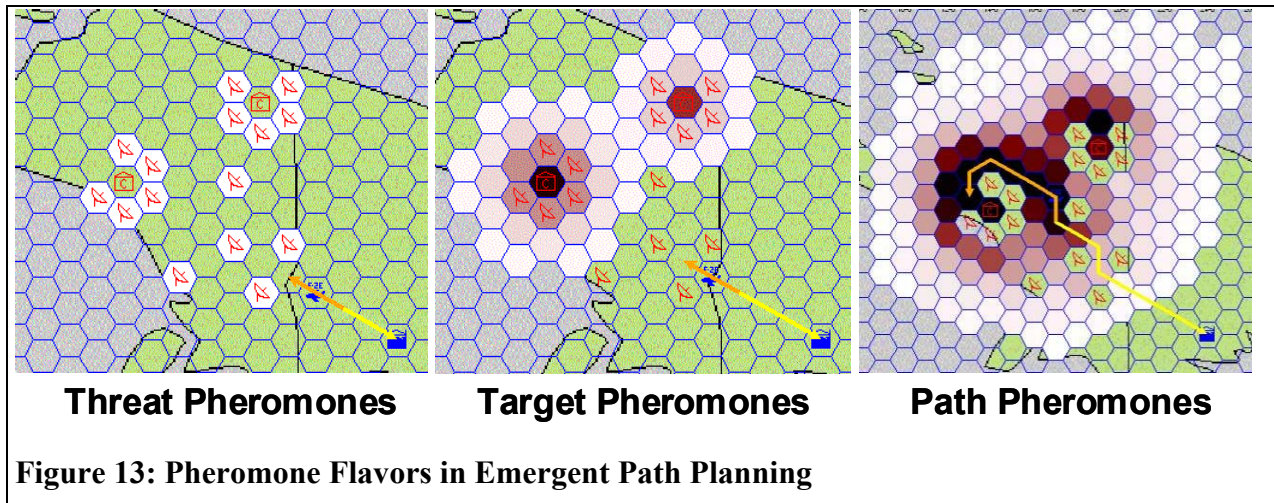 Threat Pheromones
Target Pheromones
Path Pheromones
Figure 13: Pheromone Flavors in Emergent Path Planning
C
C
C
C
C